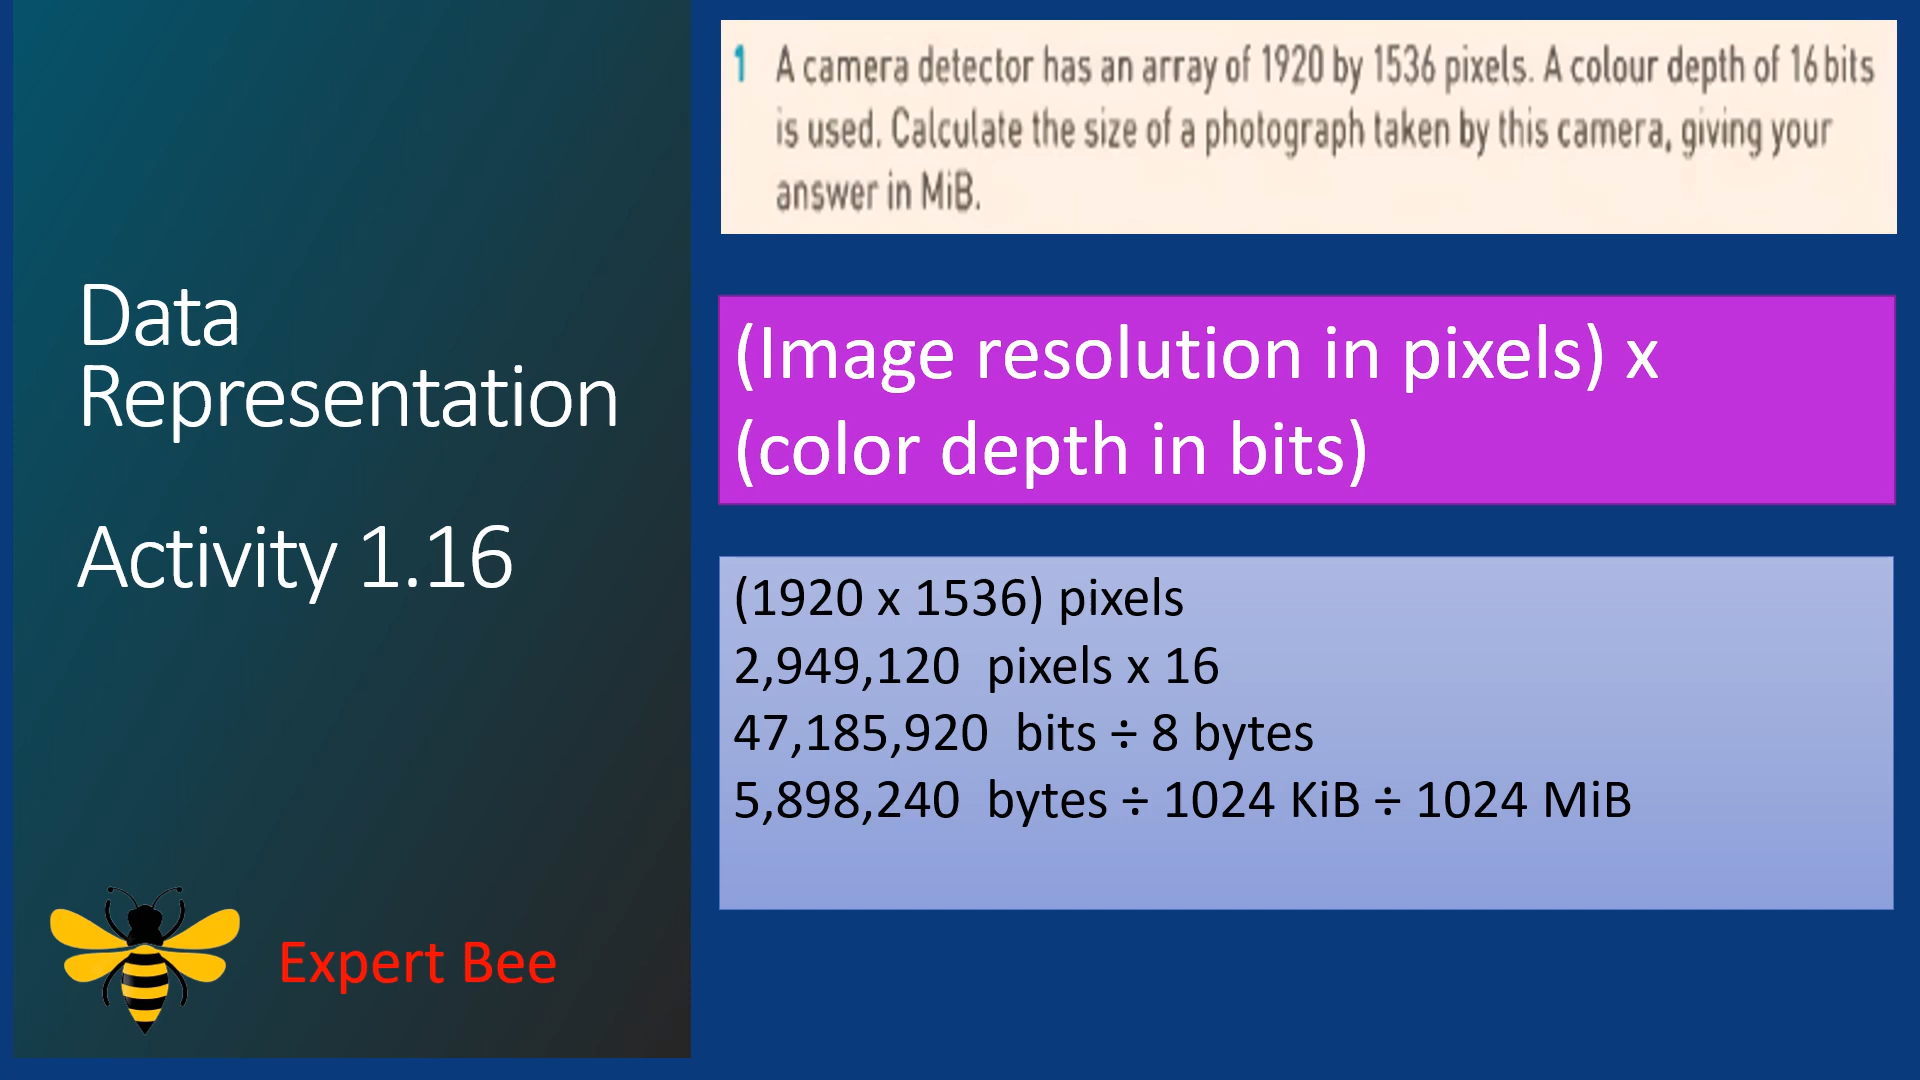 Data
Representation
Activity 1.16
Expert Bee
1 A camera detector has an array of 1920 by 1536 pixels. A colour depth of 16 bits
is used. Calculate the size of a photograph taken by this camera, giving your
answer in MiB.
(Image resolution in pixels) x
(color depth in bits)
(1920 x 1536) pixels
2,949,120 pixels x 16
47,185,920 bits ÷ 8 bytes
5,898,240 bytes ÷ 1024 KiB ÷ 1024 MiB